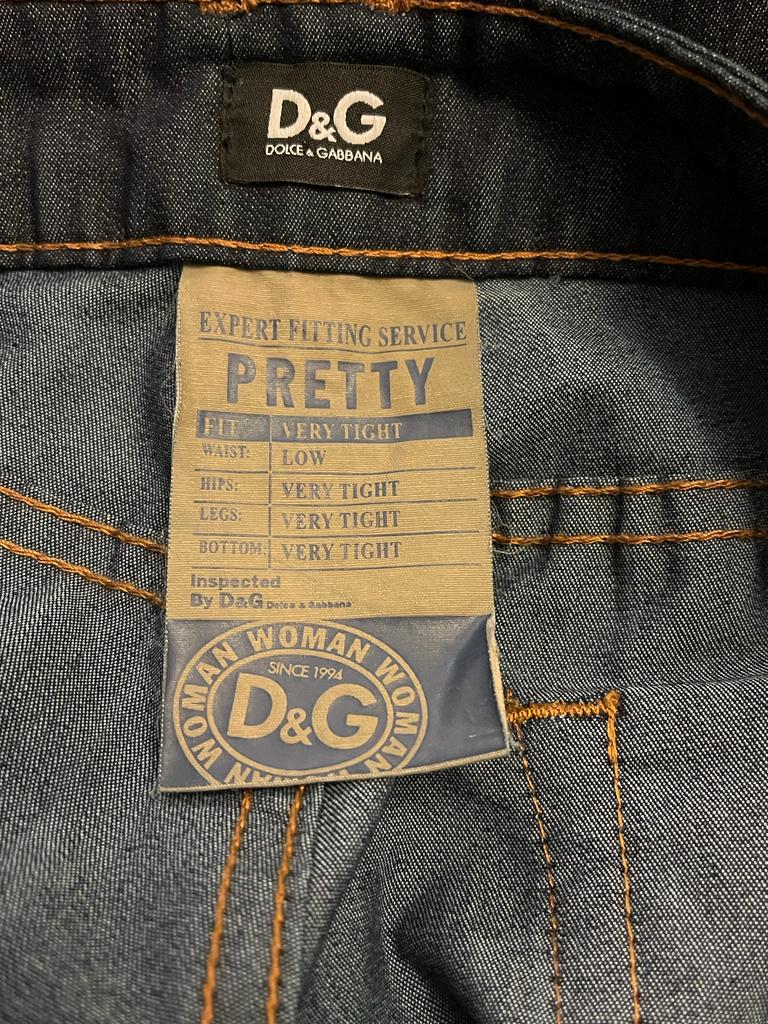 D&G
DOLCE & GABBANA
EXPERT FITTING SERVICE
PRETTY
FIT: VERY TIGHT
WAIST: LOW
HIPS: VERY TIGHT
LEGS: VERY TIGHT
BOTTOM: VERY TIGHT
Inspected
By D&G Dolce & Gabbana
WOMAN WOMAN WOMAN WOMAN
SINCE 1994
D&G